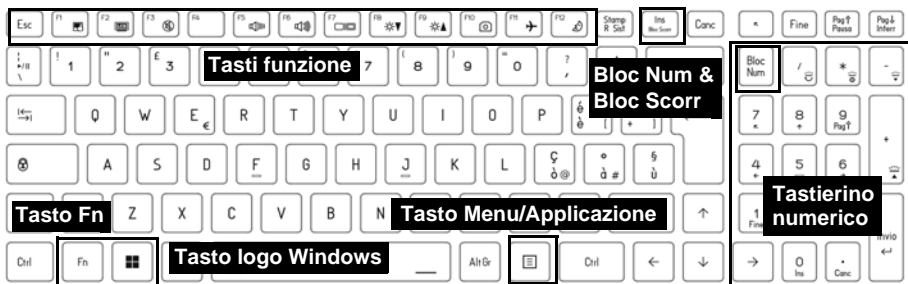 Esc F1 F2 F3 F4 F5 F6 F7 F8 F9 F10 F11 F12 Stamp R Sist Ins Bloc Scorr Canc Fine Pag↑ Pausa Pag↓ Interr
\ ! 1 " 2 £ 3 Tasti funzione 7 ( 8 ) 9 = 0 ? ' Bloc Num & Bloc Scorr Bloc Num / * -
Q W E € R T Y U I O P é è [ + ] 7 8 9 Pag↑ +
A S D F G H J K L ç ò @ ° à # § ù 4 5 6
Tasto Fn Z X C V B N Tasto Menu/Applicazione ↑ 1 Fine Tastierino numerico Invio
Ctrl Fn Tasto logo Windows Alt Gr Ctrl ← ↓ → 0 Ins . Canc